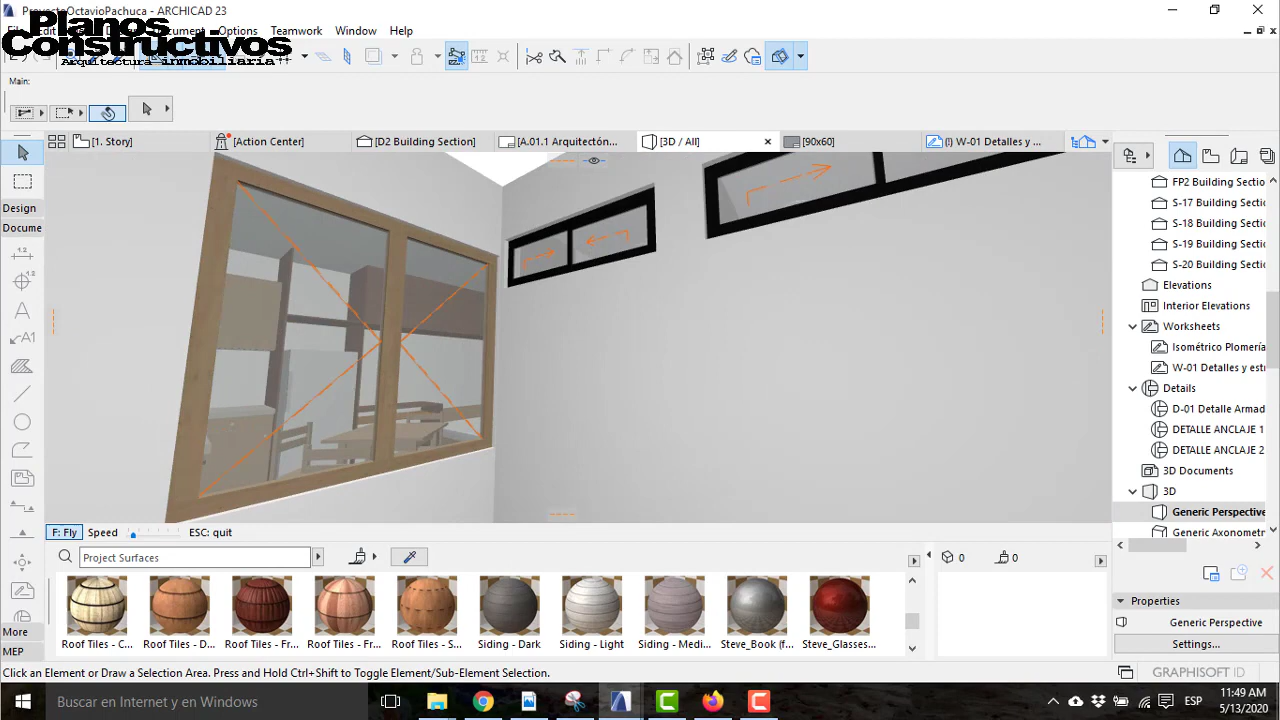 ProyectoOctavioPachuca - ARCHICAD 23
Planos
Constructivos
Arquitectura inmobiliaria
Options Teamwork Window Help
Main:
[1. Story]
[Action Center]
[D2 Building Section]
[A.01.1 Arquitectón...
[3D / All]
[90x60]
(!) W-01 Detalles y ...
Design
Docume
1.2
A
A1
More
MEP
FP2 Building Sectio
S-17 Building Sectio
S-18 Building Sectio
S-19 Building Sectio
S-20 Building Sectio
Elevations
Interior Elevations
Worksheets
Isométrico Plomería
W-01 Detalles y est
Details
D-01 Detalle Armad
DETALLE ANCLAJE 1
DETALLE ANCLAJE 2
3D Documents
3D
Generic Perspective
Generic Axonometr
F: Fly Speed ESC: quit
Project Surfaces
0 0
Roof Tiles - C... Roof Tiles - D... Roof Tiles - Fr... Roof Tiles - Fr... Roof Tiles - S... Siding - Dark Siding - Light Siding - Medi... Steve_Book (f... Steve_Glasses...
Properties
Generic Perspective
Settings...
Click an Element or Draw a Selection Area. Press and Hold Ctrl+Shift to Toggle Element/Sub-Element Selection.
GRAPHISOFT ID
Buscar en Internet y en Windows
ESP
11:49 AM
5/13/2020